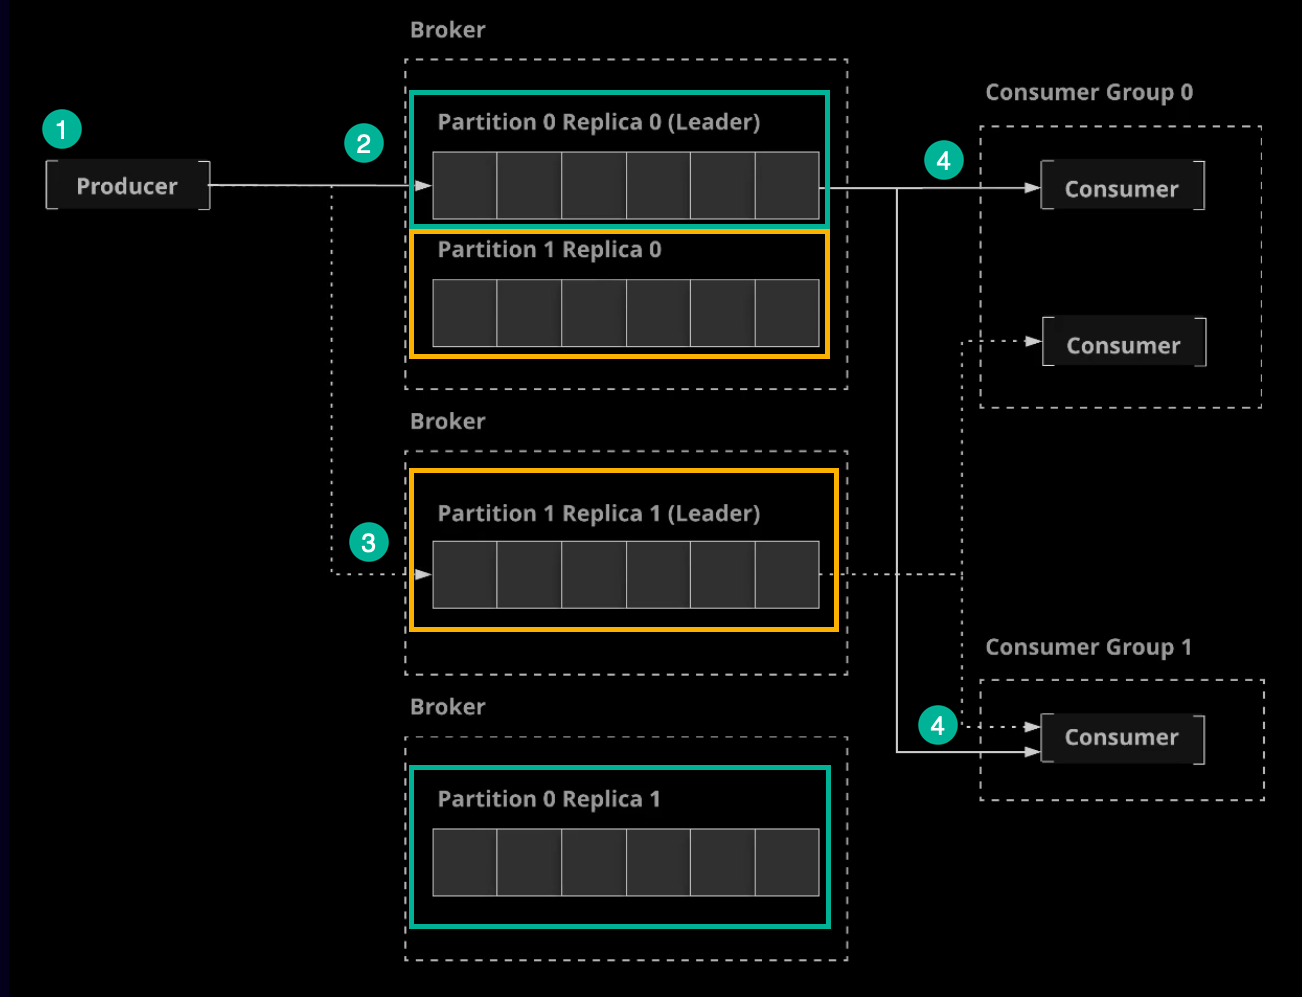 Broker
Consumer Group 0
1
Partition 0 Replica 0 (Leader)
2
4
Producer
Consumer
Partition 1 Replica 0
Consumer
Broker
Partition 1 Replica 1 (Leader)
3
Consumer Group 1
Broker
4
Consumer
Partition 0 Replica 1